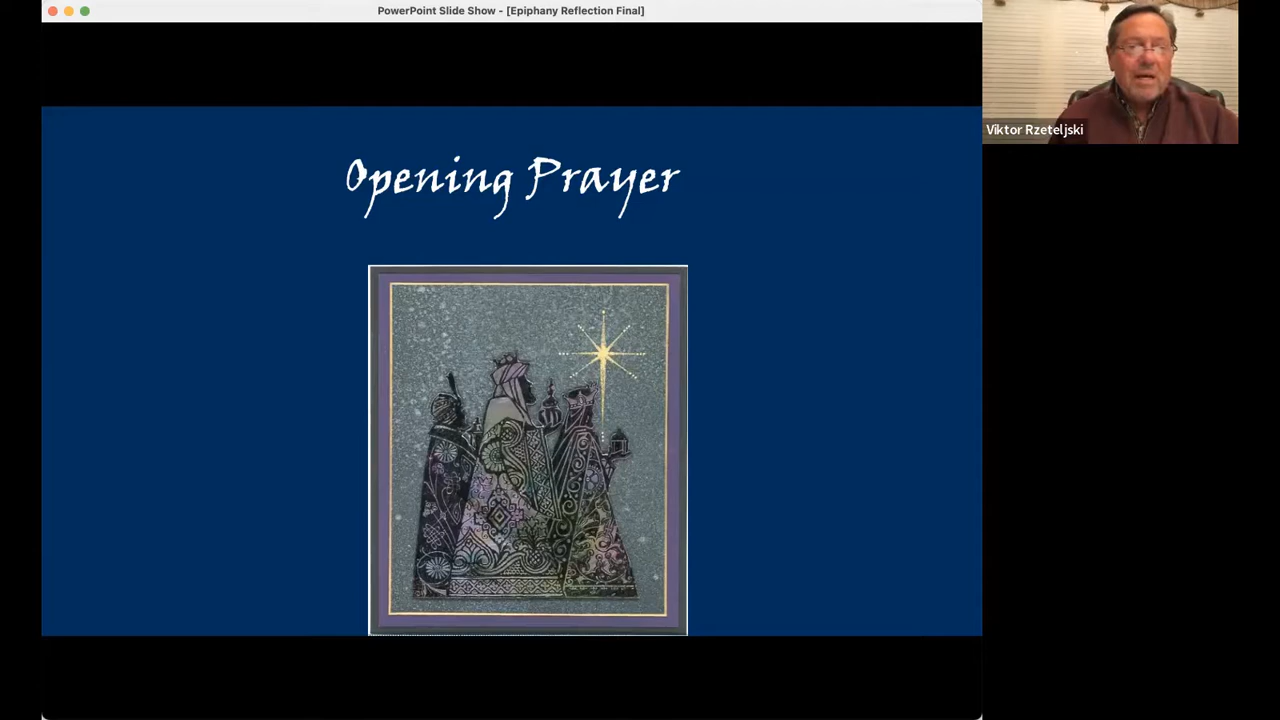 PowerPoint Slide Show - [Epiphany Reflection Final]
Opening Prayer
Viktor Rzeteljski